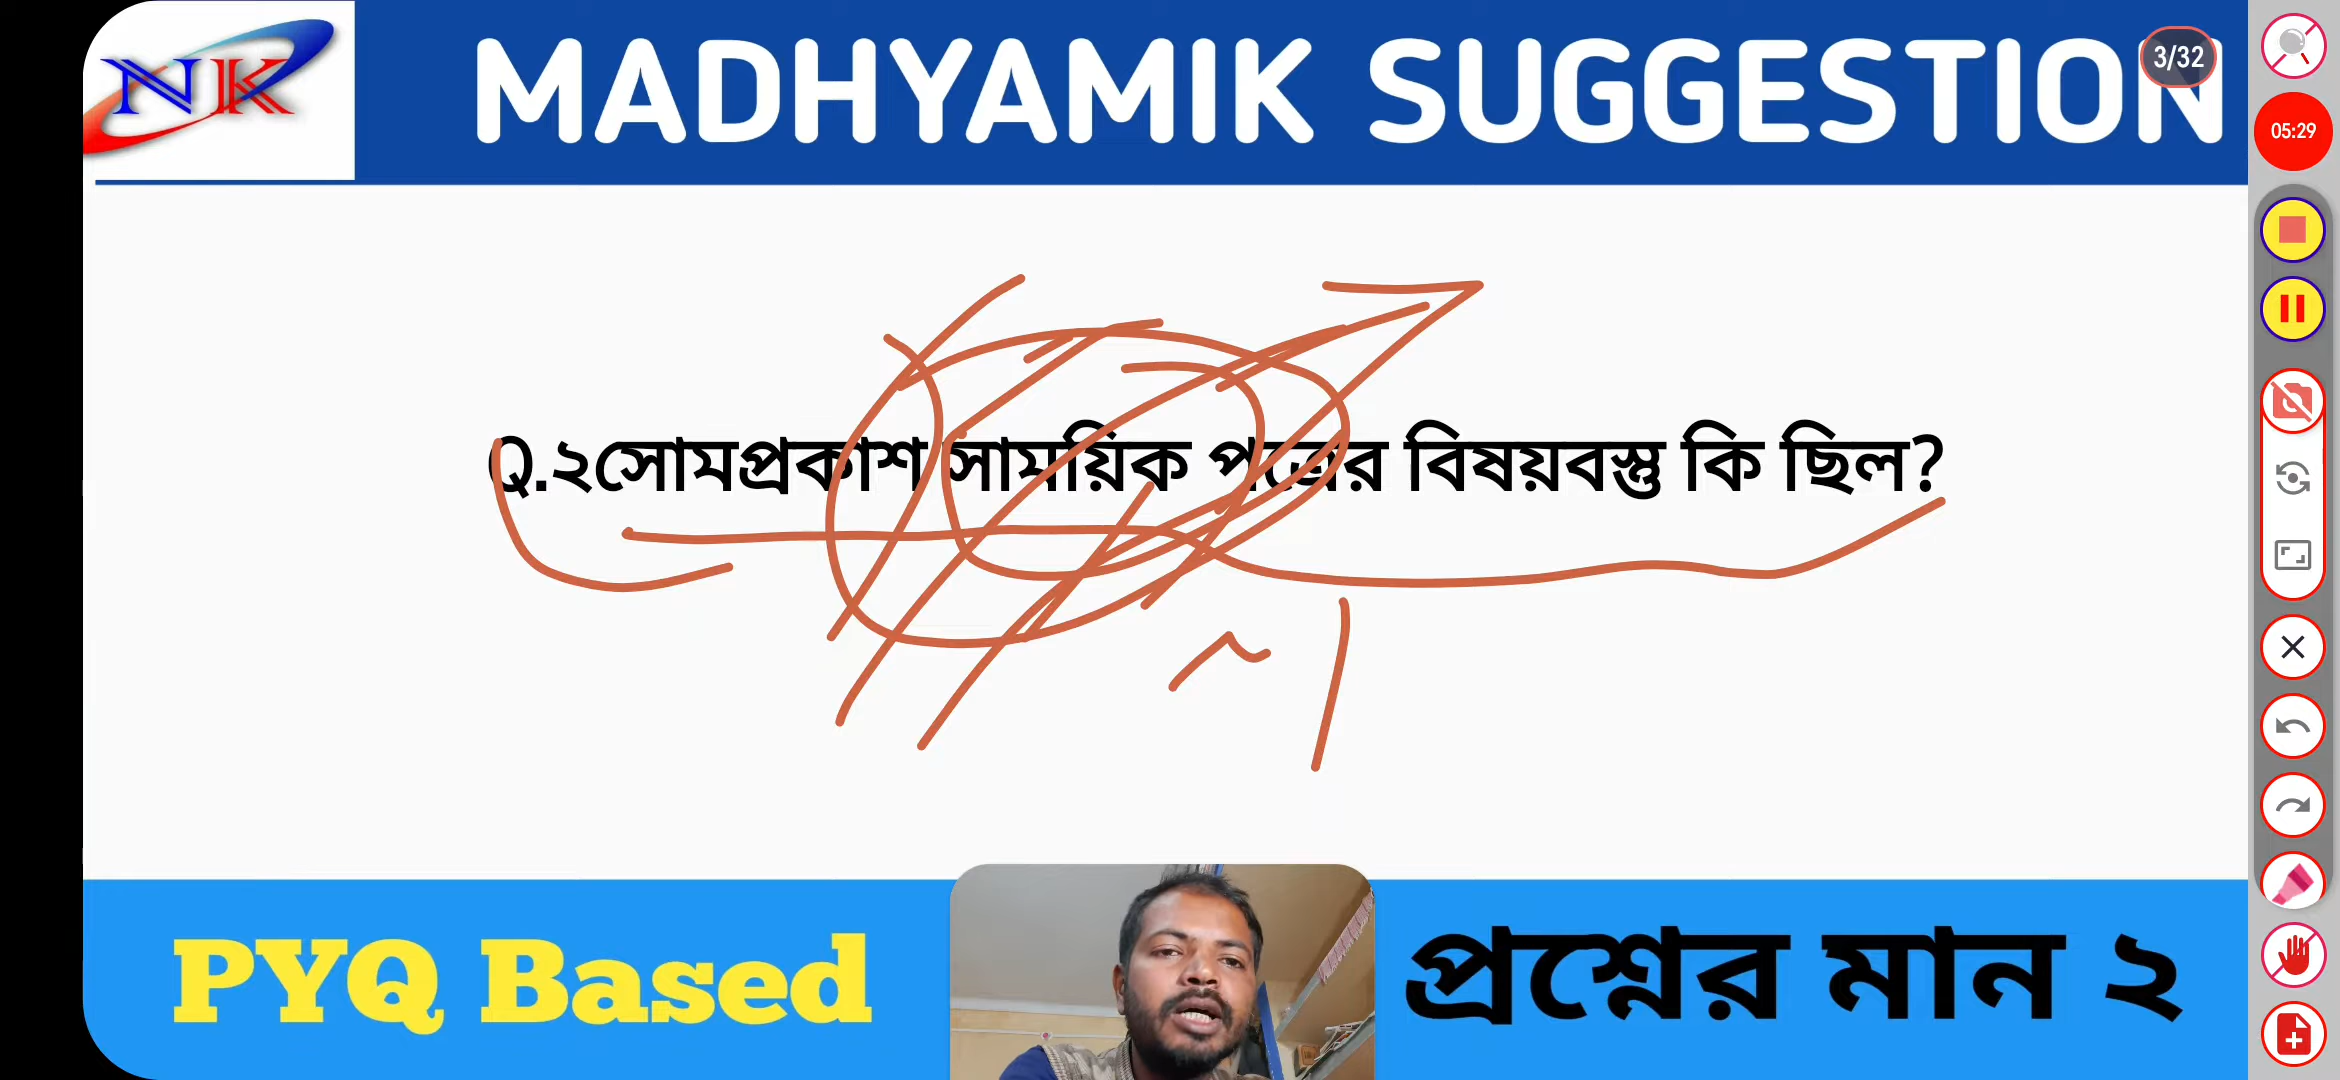 NK
MADHYAMIK SUGGESTION
3/32
05:29
Q.২সোমপ্রকাশ সাময়িক পত্রের বিষয়বস্তু কি ছিল?
PYQ Based
প্রশ্নের মান ২